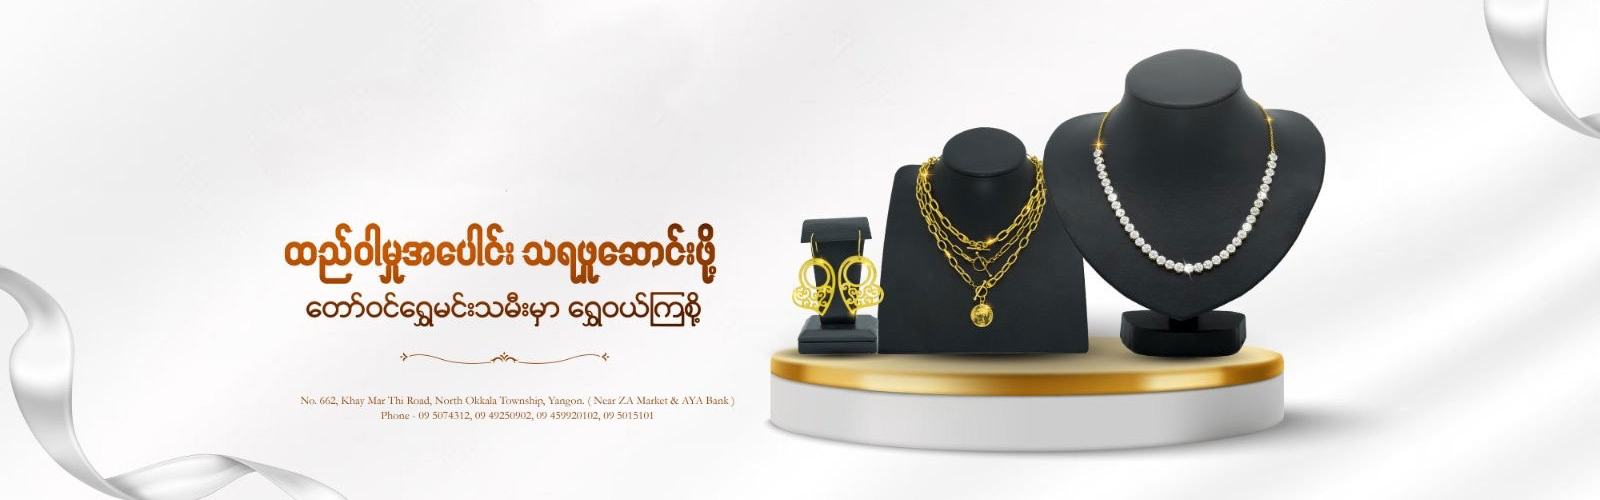 ထည်ဝါမှုအပေါင်း သရဖူဆောင်းဖို့
တော်ဝင်ရွှေမင်းသမီးမှာ ရွှေဝယ်ကြစို့
No. 662, Khay Mar Thi Road, North Okkala Township, Yangon. ( Near ZA Market & AYA Bank )
Phone - 09 5074312, 09 49250902, 09 459920102, 09 5015101